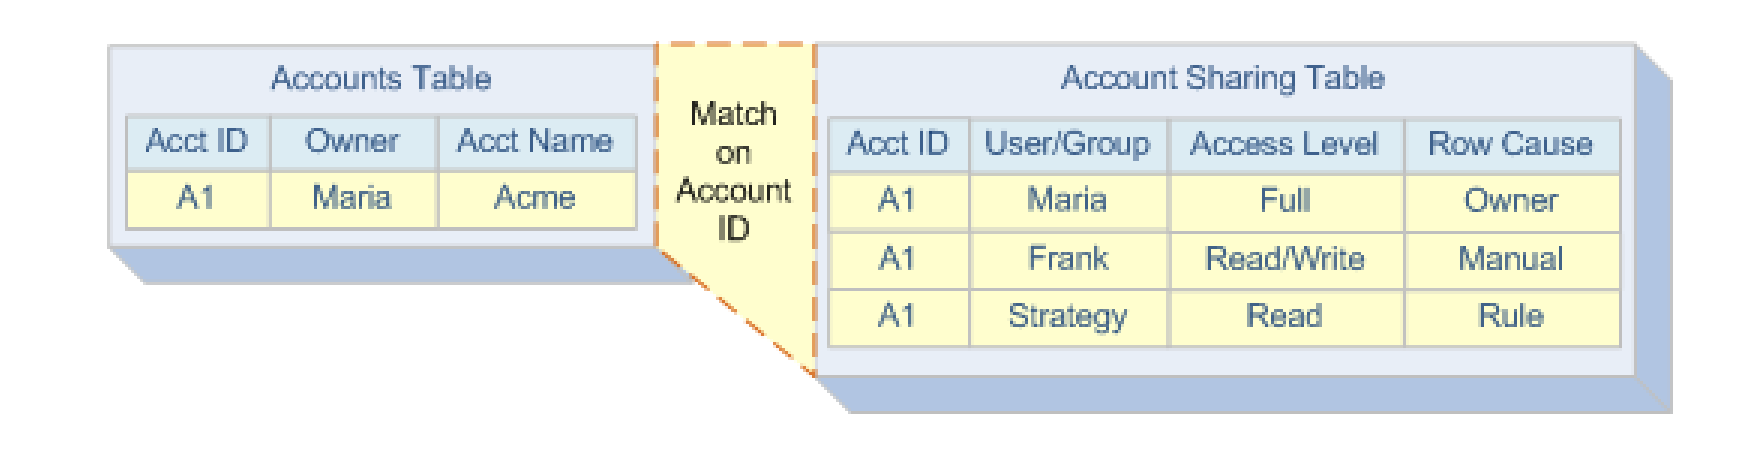 Accounts Table
Acct ID Owner Acct Name
A1 Maria Acme
Match
on
Account
ID
Account Sharing Table
Acct ID User/Group Access Level Row Cause
A1 Maria Full Owner
A1 Frank Read/Write Manual
A1 Strategy Read Rule